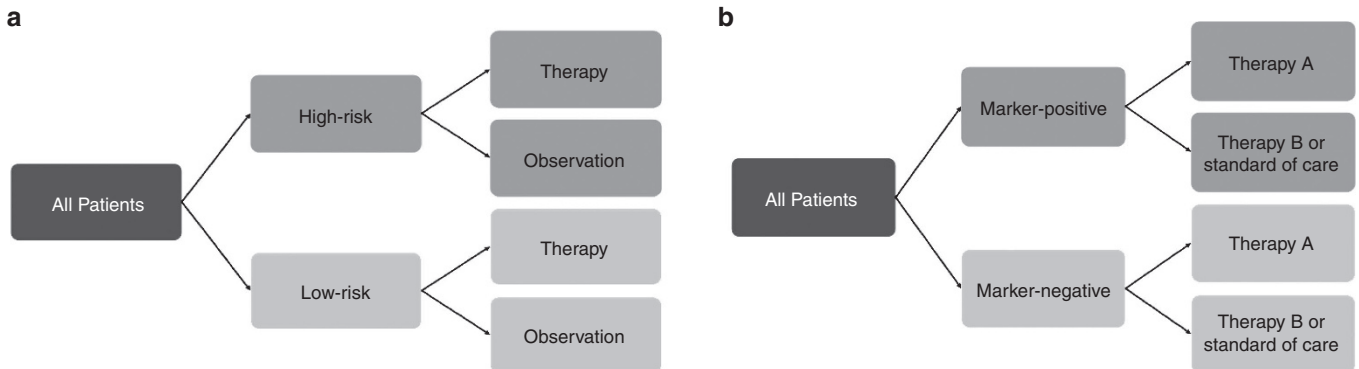 a
All Patients
High-risk
Low-risk
Therapy
Observation
Therapy
Observation
b
All Patients
Marker-positive
Marker-negative
Therapy A
Therapy B or
standard of care
Therapy A
Therapy B or
standard of care